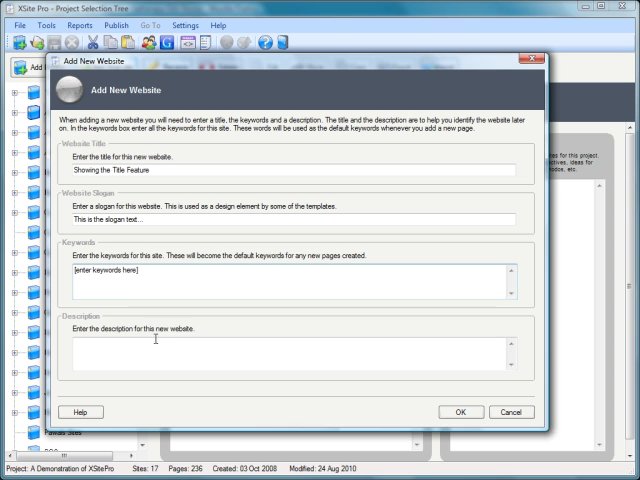 XSite Pro - Project Selection Tree
File Tools Reports Publish Go To Settings Help
Add
Add New Website
Add New Website
When adding a new website you will need to enter a title, the keywords and a description. The title and the description are to help you identify the website later
on. In the keywords box enter all the keywords for this site. These words will be used as the default keywords whenever you add a new page.
Website Title
Enter the title for this new website.
Showing the Title Feature
Website Slogan
Enter a slogan for this website. This is used as a design element by some of the templates.
This is the slogan text...
Keywords
Enter the keywords for this site. These will become the default keywords for any new pages created.
[enter keywords here]
Description
Enter the description for this new website.
Help OK Cancel
for this project.
ideas for
etc.
Sites
Project: A Demonstration of XSitePro Sites: 17 Pages: 236 Created: 03 Oct 2008 Modified: 24 Aug 2010